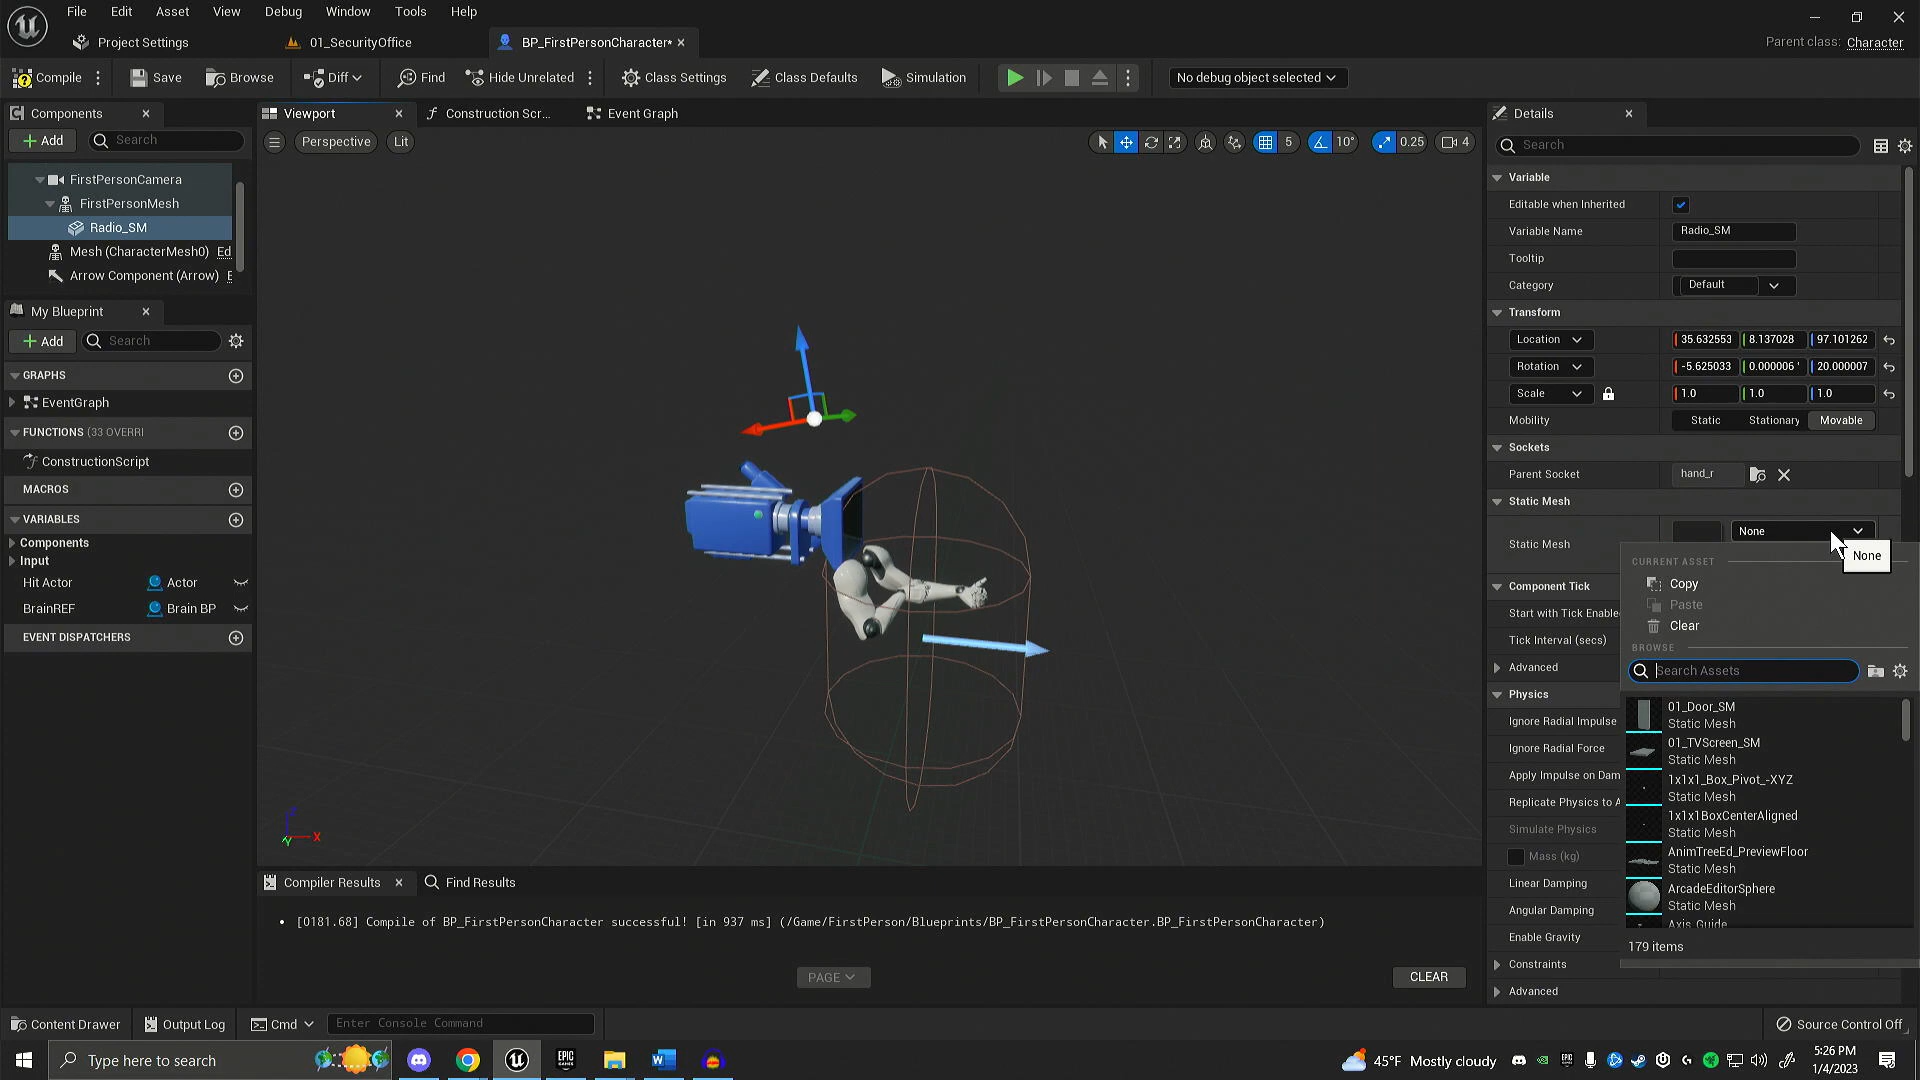 File Edit Asset View Debug Window Tools Help
Project Settings 01_SecurityOffice BP_FirstPersonCharacter*
Parent class: Character
Compile Save Browse Diff Find Hide Unrelated Class Settings Class Defaults Simulation No debug object selected
Components
Add Search
FirstPersonCamera
FirstPersonMesh
Radio_SM
Mesh (CharacterMesh0) Ed
Arrow Component (Arrow) E
My Blueprint
Add Search
GRAPHS
EventGraph
FUNCTIONS (33 OVERRI
ConstructionScript
MACROS
VARIABLES
Components
Input
Hit Actor Actor
BrainREF Brain BP
EVENT DISPATCHERS
Viewport Construction Scr... Event Graph
Perspective Lit
5 10° 0.25 4
X
Y
Compiler Results Find Results
[0181.68] Compile of BP_FirstPersonCharacter successful! [in 937 ms] (/Game/FirstPerson/Blueprints/BP_FirstPersonCharacter.BP_FirstPersonCharacter)
PAGE CLEAR
Details
Search
Variable
Editable when Inherited
Variable Name Radio_SM
Tooltip
Category Default
Transform
Location 35.632553 8.137028 97.101262
Rotation -5.625033 0.000006 ° 20.000007
Scale 1.0 1.0 1.0
Mobility Static Stationary Movable
Sockets
Parent Socket hand_r
Static Mesh
Static Mesh None
None
Component Tick
Start with Tick Enable
Tick Interval (secs)
Advanced
Physics
Ignore Radial Impulse
Ignore Radial Force
Apply Impulse on Dam
Replicate Physics to A
Simulate Physics
Mass (kg)
Linear Damping
Angular Damping
Enable Gravity
Constraints
Advanced
CURRENT ASSET
Copy
Paste
Clear
BROWSE
Search Assets
01_Door_SM
Static Mesh
01_TVScreen_SM
Static Mesh
1x1x1_Box_Pivot_-XYZ
Static Mesh
1x1x1BoxCenterAligned
Static Mesh
AnimTreeEd_PreviewFloor
Static Mesh
ArcadeEditorSphere
Static Mesh
Axis_Guide
179 items
Content Drawer Output Log Cmd Enter Console Command Source Control Off
Type here to search EPIC GAMES 45°F Mostly cloudy
5:26 PM
1/4/2023